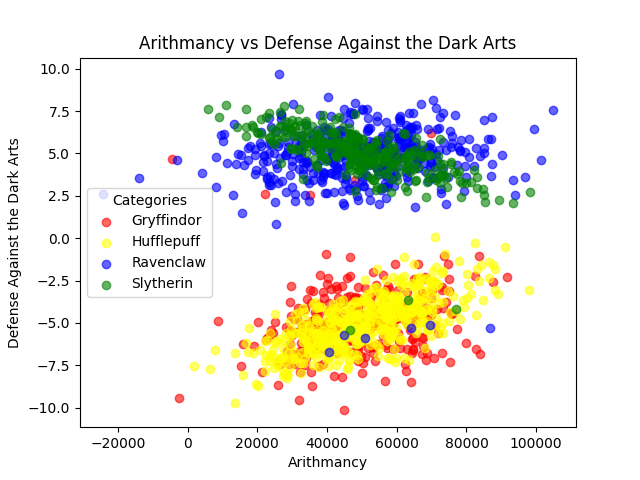 Arithmancy vs Defense Against the Dark Arts
Defense Against the Dark Arts
10.0
7.5
5.0
2.5
0.0
−2.5
−5.0
−7.5
−10.0
Categories
Gryffindor
Hufflepuff
Ravenclaw
Slytherin
−20000 0 20000 40000 60000 80000 100000
Arithmancy